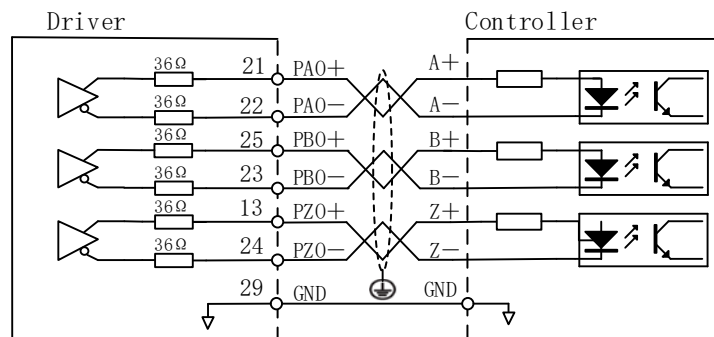 Driver Controller
36Ω 21 PAO+ A+
36Ω 22 PAO− A−
36Ω 25 PBO+ B+
36Ω 23 PBO− B−
36Ω 13 PZO+ Z+
36Ω 24 PZO− Z−
29 GND GND